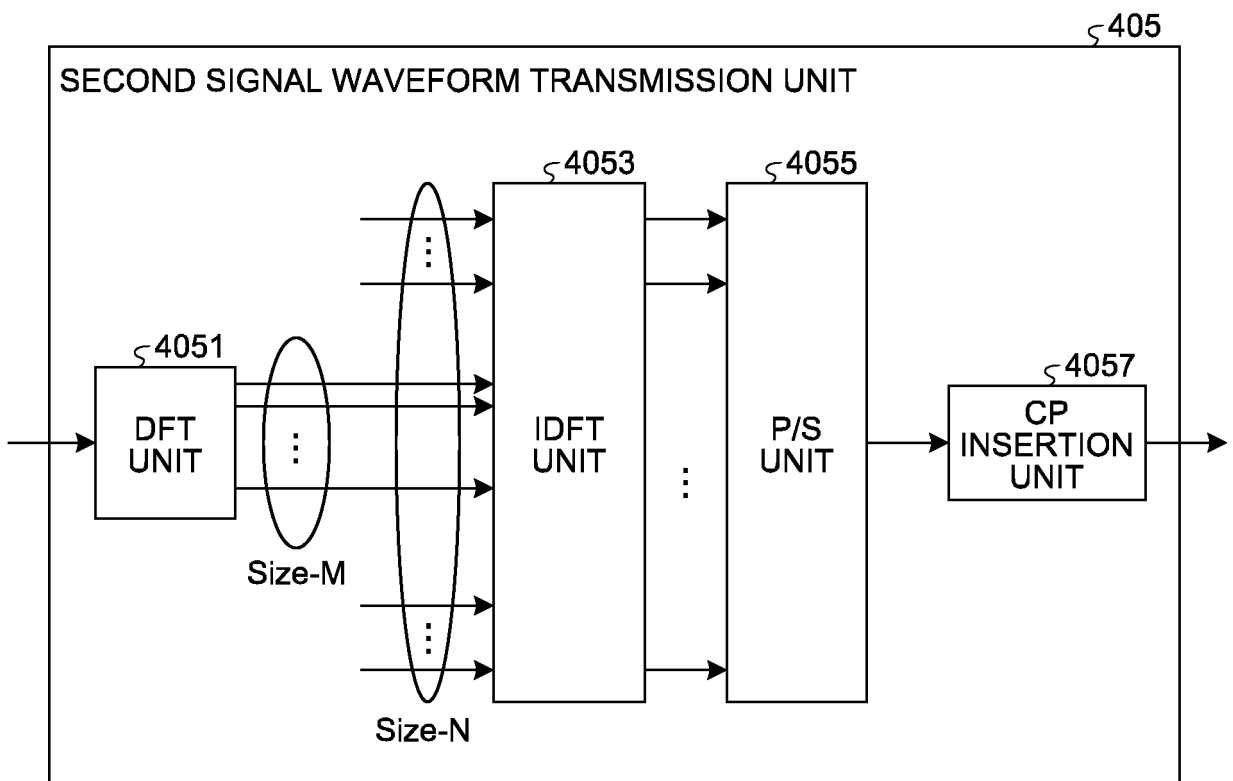 405
SECOND SIGNAL WAVEFORM TRANSMISSION UNIT
4053
4055
4051
4057
DFT
UNIT
IDFT
UNIT
P/S
UNIT
CP
INSERTION
UNIT
Size-M
Size-N